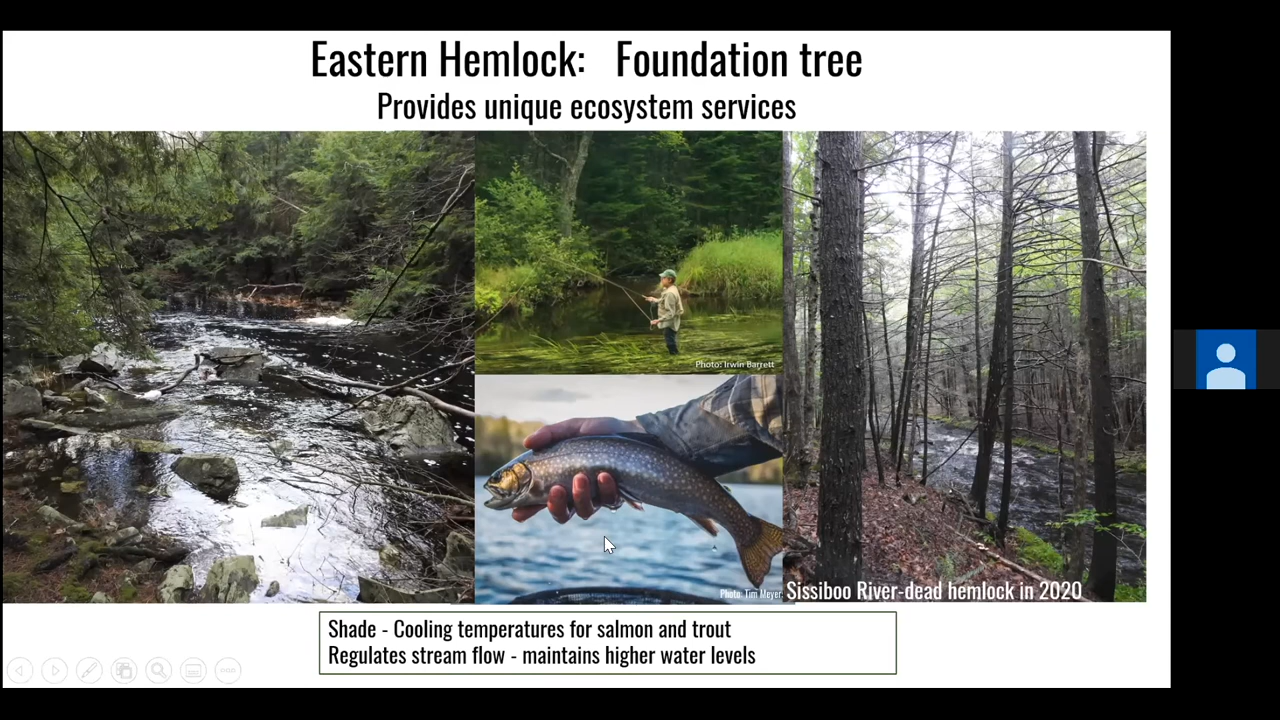 Eastern Hemlock: Foundation tree
Provides unique ecosystem services
Photo: Irwin Barrett
Photo: Tim Meyer
Sissiboo River-dead hemlock in 2020
Shade - Cooling temperatures for salmon and trout
Regulates stream flow - maintains higher water levels